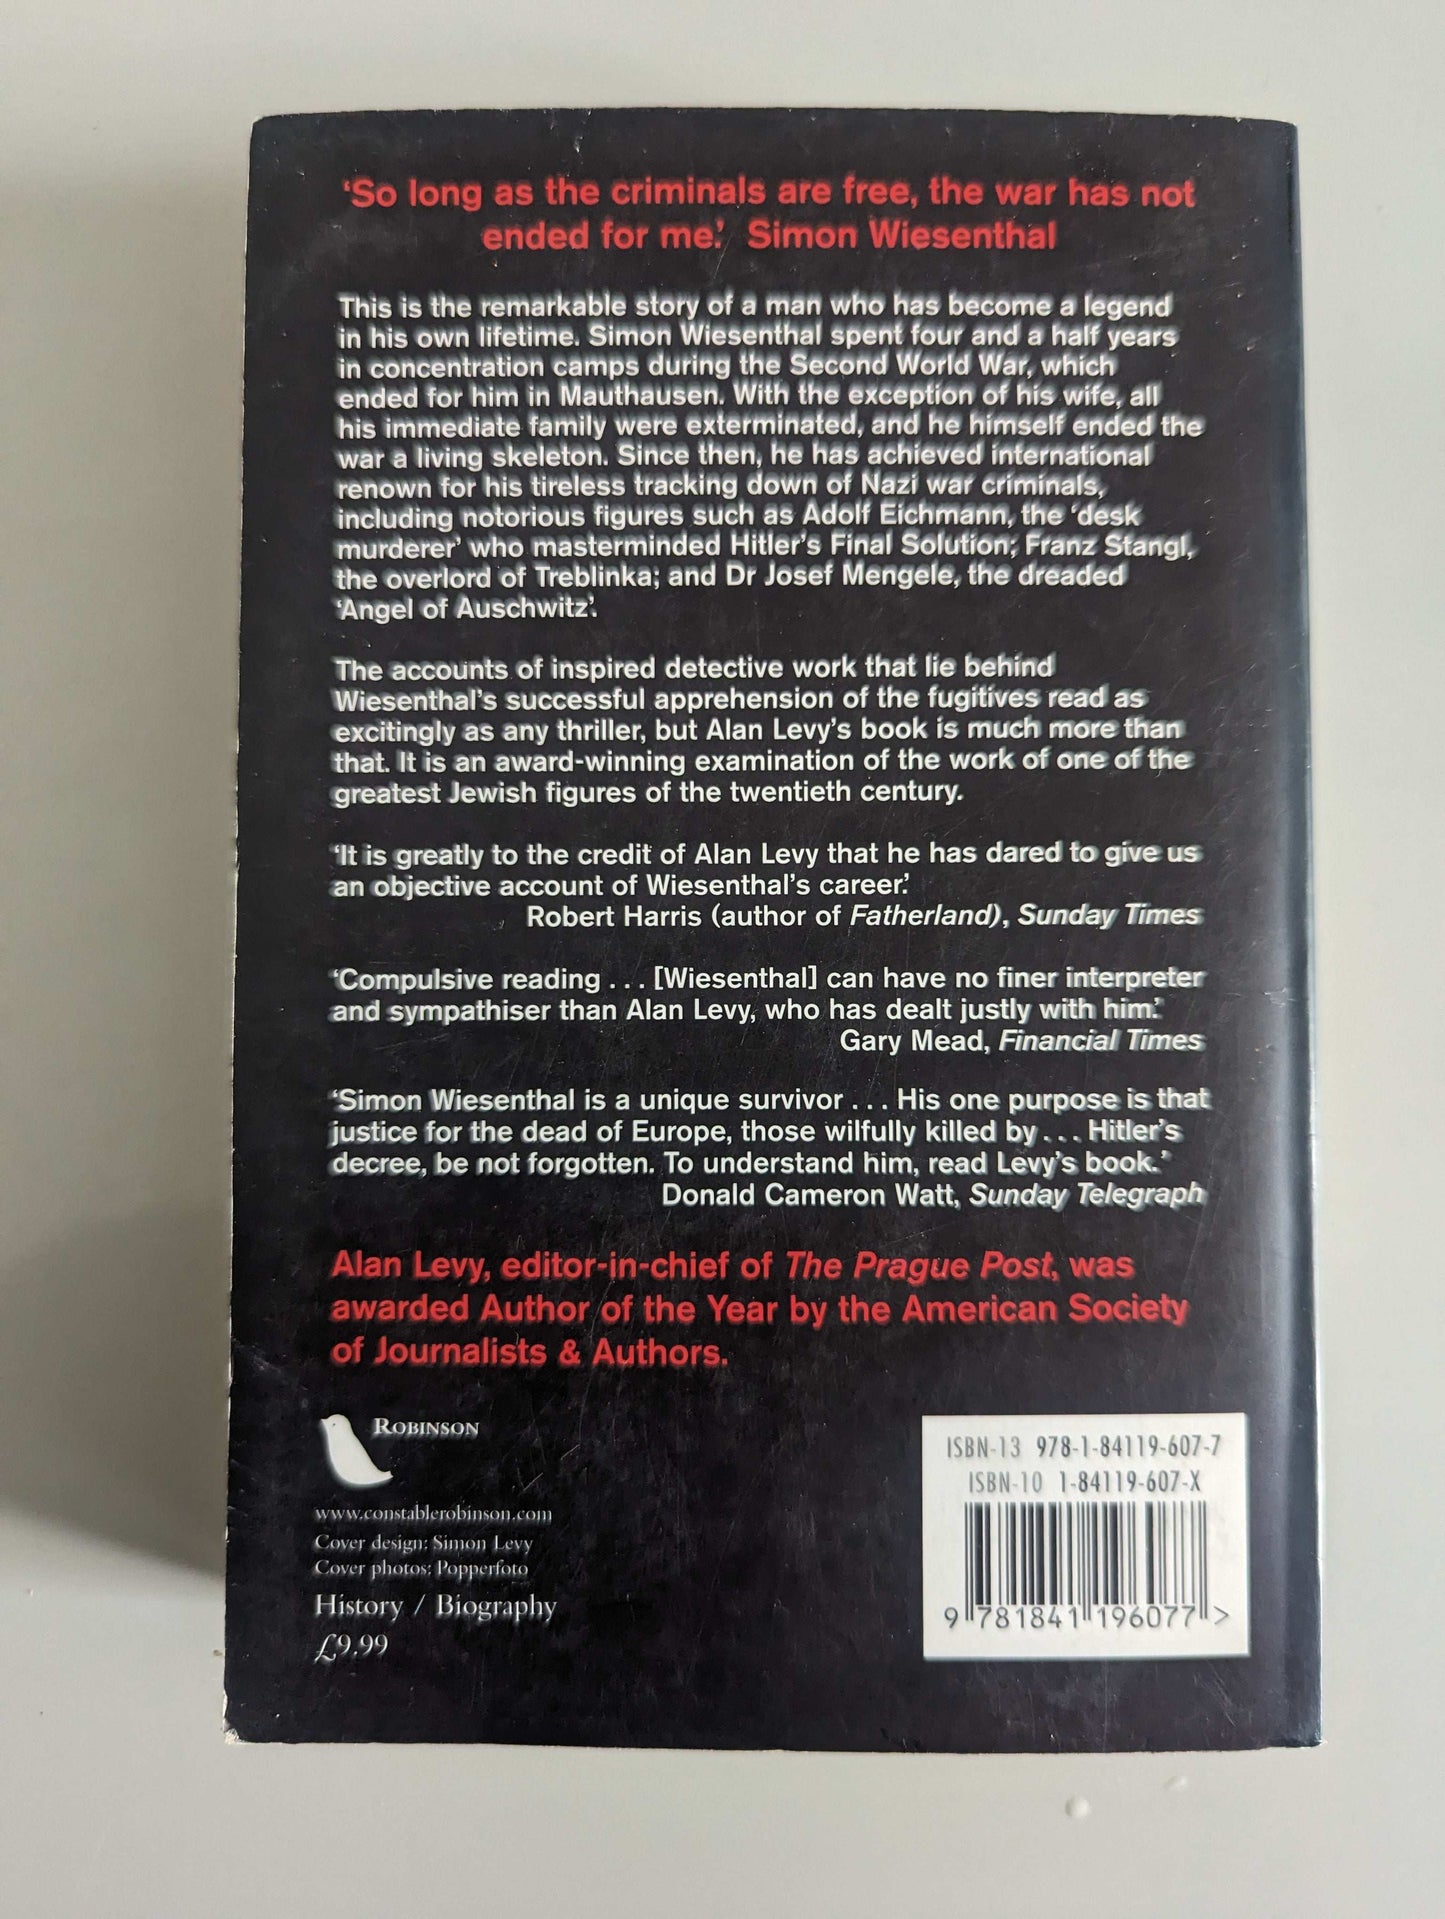 ‘So long as the criminals are free, the war has not
ended for me.’ Simon Wiesenthal
This is the remarkable story of a man who has become a legend
in his own lifetime. Simon Wiesenthal spent four and a half years
in concentration camps during the Second World War, which
ended for him in Mauthausen. With the exception of his wife, all
his immediate family were exterminated, and he himself ended the
war a living skeleton. Since then, he has achieved international
renown for his tireless tracking down of Nazi war criminals,
including notorious figures such as Adolf Eichmann, the ‘desk
murderer’ who masterminded Hitler’s Final Solution; Franz Stangl,
the overlord of Treblinka; and Dr Josef Mengele, the dreaded
‘Angel of Auschwitz’.
The accounts of inspired detective work that lie behind
Wiesenthal’s successful apprehension of the fugitives read as
excitingly as any thriller, but Alan Levy’s book is much more than
that. It is an award-winning examination of the work of one of the
greatest Jewish figures of the twentieth century.
‘It is greatly to the credit of Alan Levy that he has dared to give us
an objective account of Wiesenthal’s career.’
Robert Harris (author of Fatherland), Sunday Times
‘Compulsive reading . . . [Wiesenthal] can have no finer interpreter
and sympathiser than Alan Levy, who has dealt justly with him.’
Gary Mead, Financial Times
‘Simon Wiesenthal is a unique survivor . . . His one purpose is that
justice for the dead of Europe, those wilfully killed by . . . Hitler’s
decree, be not forgotten. To understand him, read Levy’s book.’
Donald Cameron Watt, Sunday Telegraph
Alan Levy, editor-in-chief of The Prague Post, was
awarded Author of the Year by the American Society
of Journalists & Authors.
ROBINSON
www.constablerobinson.com
Cover design: Simon Levy
Cover photos: Popperfoto
History / Biography
£9.99
ISBN-13 978-1-84119-607-7
ISBN-10 1-84119-607-X
9 781841 196077 >